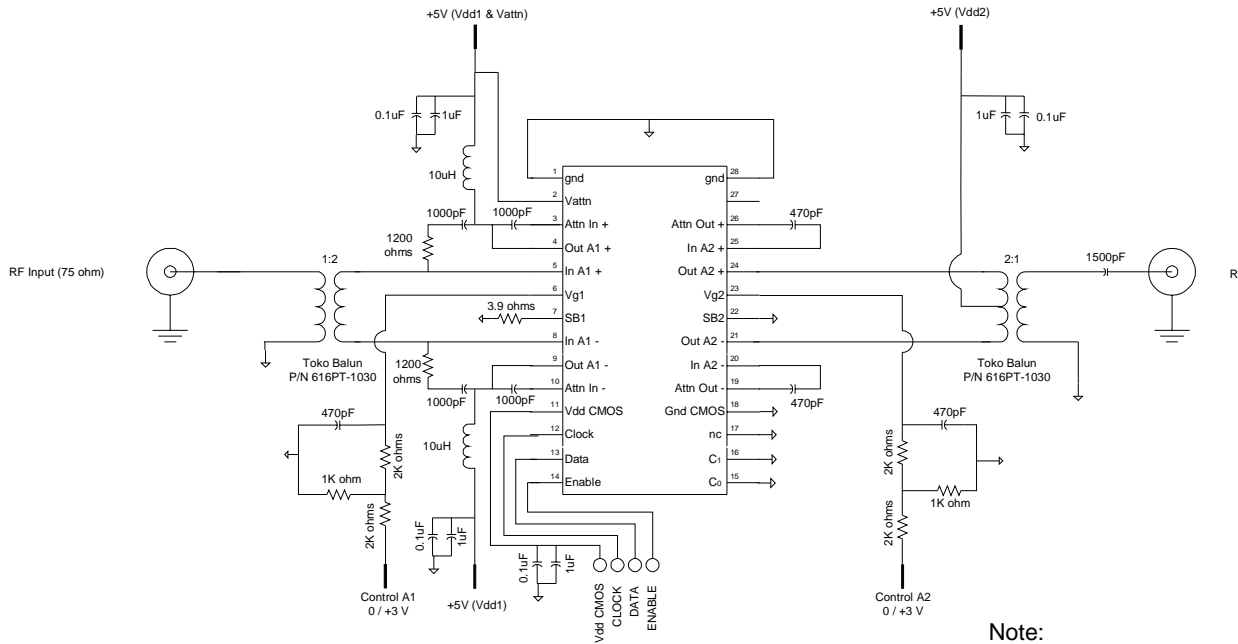 +5V (Vdd1 & Vattn)
+5V (Vdd2)
0.1uF
1uF
1uF
0.1uF
10uH
1 gnd
28 gnd
2 Vattn
27
1000pF
1000pF
3 Attn In +
26 Attn Out +
470pF
1200 ohms
4 Out A1 +
25 In A2 +
RF Input (75 ohm)
1:2
5 In A1 +
24 Out A2 +
2:1
1500pF
R
6 Vg1
23 Vg2
3.9 ohms
7 SB1
22 SB2
8 In A1 -
21 Out A2 -
Toko Balun
P/N 616PT-1030
1200 ohms
9 Out A1 -
20 In A2 -
Toko Balun
P/N 616PT-1030
10 Attn In -
19 Attn Out -
1000pF
1000pF
470pF
11 Vdd CMOS
18 Gnd CMOS
470pF
470pF
12 Clock
17 nc
10uH
2K ohms
13 Data
16 C1
2K ohms
1K ohm
14 Enable
15 C0
1K ohm
2K ohms
2K ohms
0.1uF
1uF
0.1uF
1uF
Control A1
0 / +3 V
+5V (Vdd1)
Vdd CMOS
CLOCK
DATA
ENABLE
Control A2
0 / +3 V
Note: